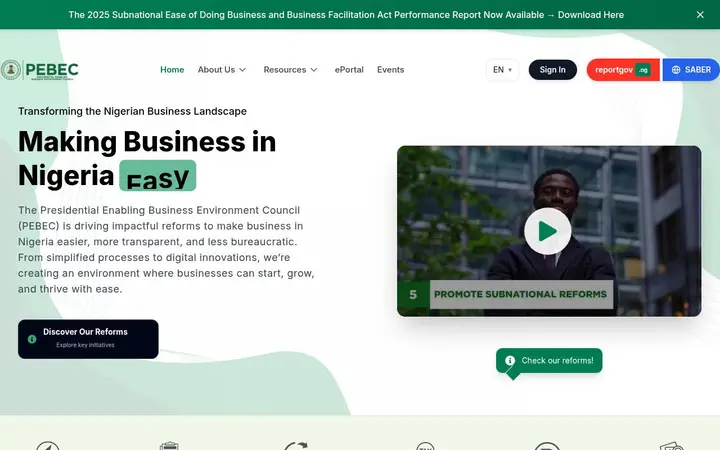 The 2025 Subnational Ease of Doing Business and Business Facilitation Act Performance Report Now Available → Download Here
PEBEC
Home
About Us
Resources
ePortal
Events
EN
Sign In
reportgov
.ng
SABER
Transforming the Nigerian Business Landscape
Making Business in
Nigeria Easy
The Presidential Enabling Business Environment Council
(PEBEC) is driving impactful reforms to make business in
Nigeria easier, more transparent, and less bureaucratic.
From simplified processes to digital innovations, we're
creating an environment where businesses can start, grow,
and thrive with ease.
5 PROMOTE SUBNATIONAL REFORMS
Discover Our Reforms
Explore key initiatives
Check our reforms!